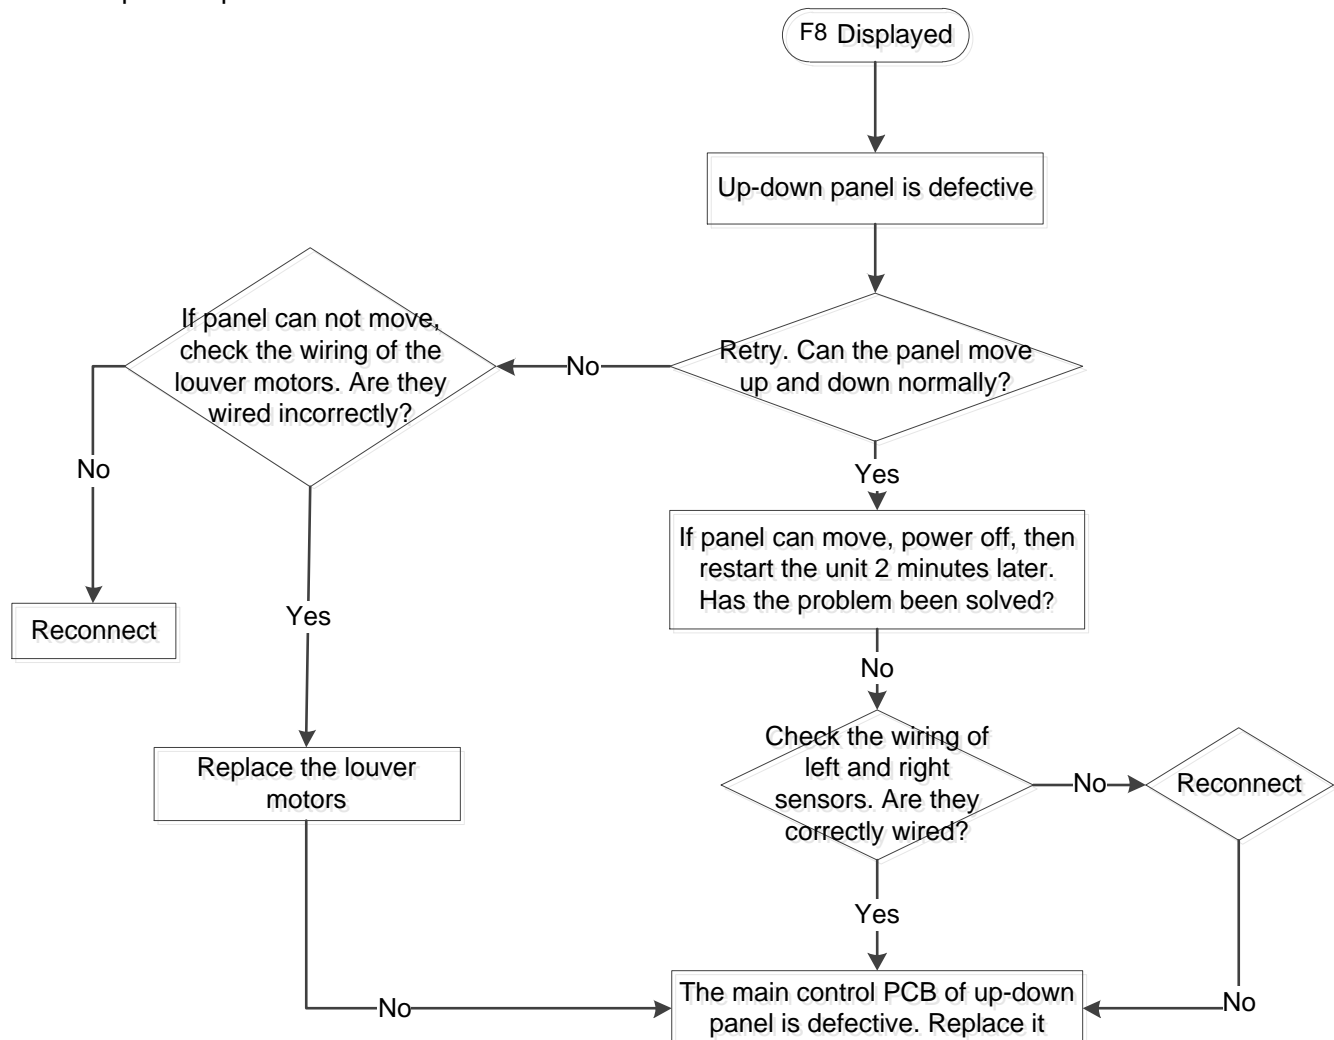 F8 Displayed
Up-down panel is defective
Retry. Can the panel move
up and down normally?
No
If panel can not move,
check the wiring of the
louver motors. Are they
wired incorrectly?
No
Reconnect
Yes
Replace the louver
motors
No
Yes
If panel can move, power off, then
restart the unit 2 minutes later.
Has the problem been solved?
No
Check the wiring of
left and right
sensors. Are they
correctly wired?
No
Reconnect
No
Yes
The main control PCB of up-down
panel is defective. Replace it